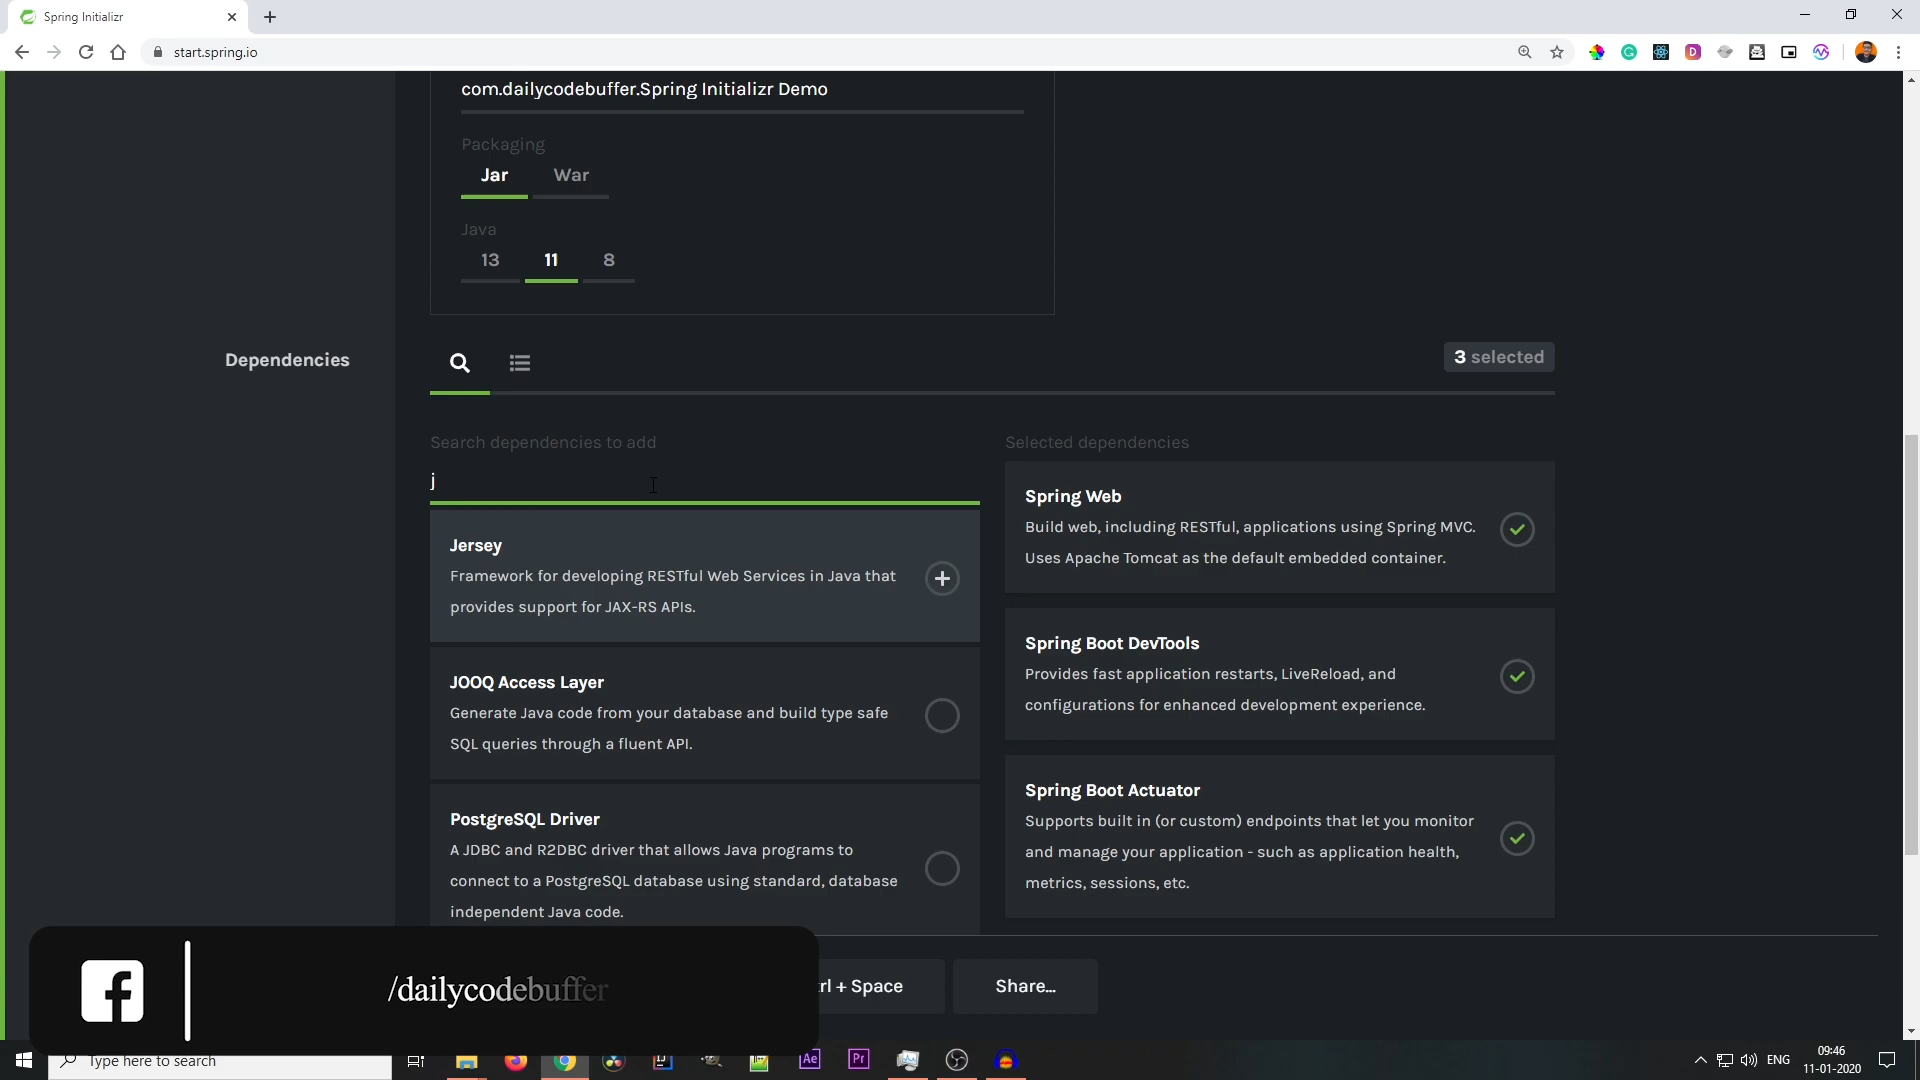 Spring Initializr
start.spring.io
com.dailycodebuffer.Spring Initializr Demo
Packaging
Jar War
Java
13 11 8
Dependencies
3 selected
Search dependencies to add
j
Jersey
Framework for developing RESTful Web Services in Java that
provides support for JAX-RS APIs.
JOOQ Access Layer
Generate Java code from your database and build type safe
SQL queries through a fluent API.
PostgreSQL Driver
A JDBC and R2DBC driver that allows Java programs to
connect to a PostgreSQL database using standard, database
independent Java code.
Selected dependencies
Spring Web
Build web, including RESTful, applications using Spring MVC.
Uses Apache Tomcat as the default embedded container.
Spring Boot DevTools
Provides fast application restarts, LiveReload, and
configurations for enhanced development experience.
Spring Boot Actuator
Supports built in (or custom) endpoints that let you monitor
and manage your application - such as application health,
metrics, sessions, etc.
/dailycodebuffer
rl + Space
Share...
Type here to search
Ae
Pr
ENG
09:46
11-01-2020